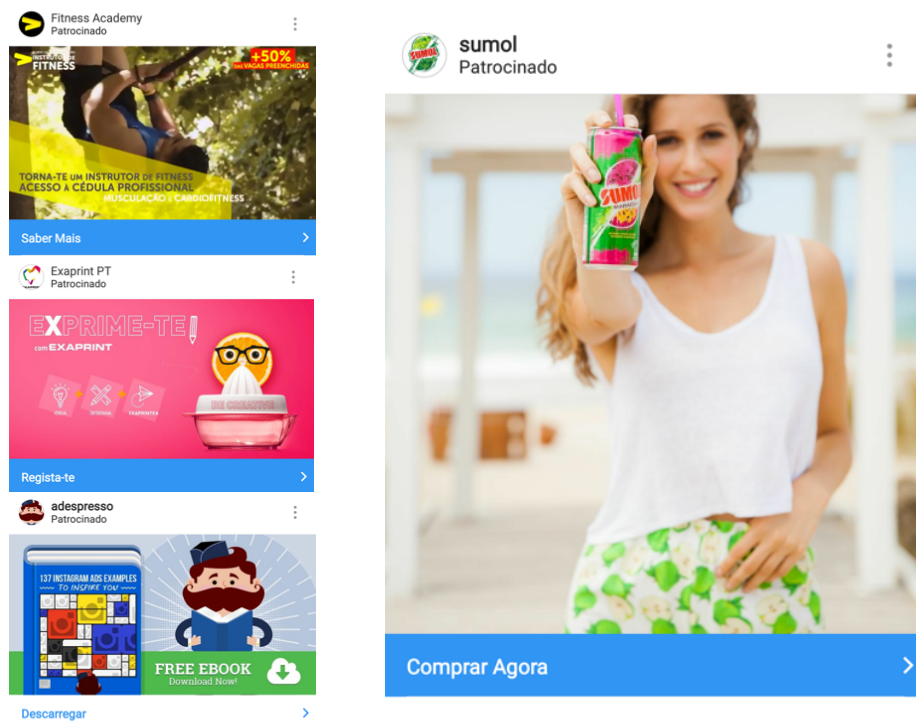 Fitness Academy
Patrocinado
INSTRUTOR DE
FITNESS
+50%
DAS VAGAS PREENCHIDAS
TORNA-TE UM INSTRUTOR DE FITNESS
ACESSO À CÉDULA PROFISSIONAL
MUSCULAÇÃO E CARDIOFITNESS
Saber Mais
Exaprint PT
Patrocinado
EXPRIME-TE!
com EXAPRINT
IDEIA
BE CREATIVE
Regista-te
adespresso
Patrocinado
137 INSTAGRAM ADS EXAMPLES
TO INSPIRE YOU
FREE EBOOK
Download Now!
Descarregar
sumol
Patrocinado
SUMOL
SUMOL
MARACUJÁ
Comprar Agora